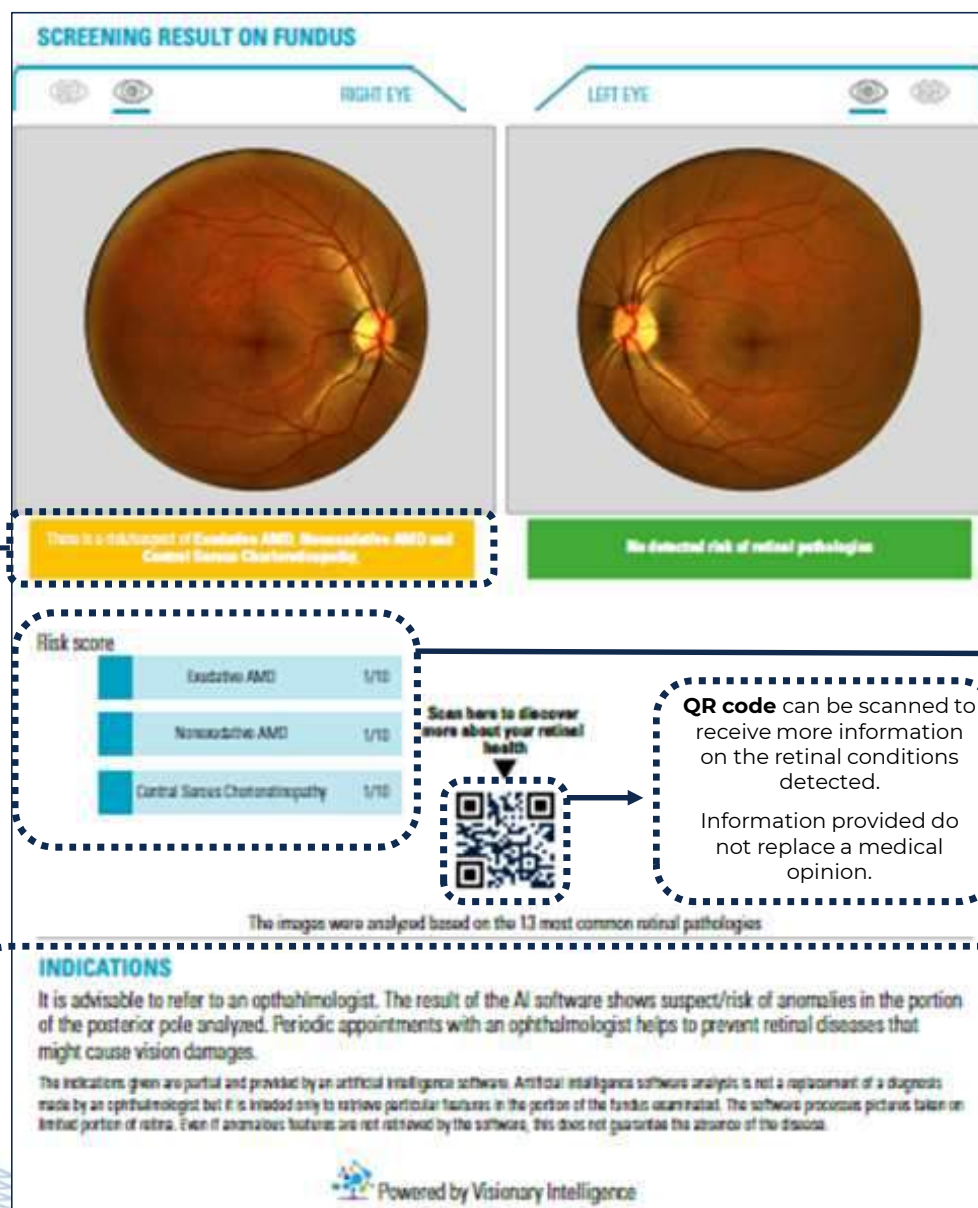 SCREENING RESULT ON FUNDUS
RIGHT EYE
LEFT EYE
There is a risk/suspect of Exudative AMD, Nonexudative AMD and
Central Serous Chorioretinopathy.
No detected risk of retinal pathologies
Risk score
Exudative AMD 1/10
Nonexudative AMD 1/10
Central Serous Chorioretinopathy 1/10
Scan here to discover
more about your retinal
health
QR code can be scanned to
receive more information
on the retinal conditions
detected.
Information provided do
not replace a medical
opinion.
The images were analyzed based on the 13 most common retinal pathologies
INDICATIONS
It is advisable to refer to an opthahlmologist. The result of the AI software shows suspect/risk of anomalies in the portion
of the posterior pole analyzed. Periodic appointments with an ophthalmologist helps to prevent retinal diseases that
might cause vision damages.
The indications given are partial and provided by an artificial intelligence software. Artificial intelligence software analysis is not a replacement of a diagnosis
made by an ophthalmologist but it is inteded only to retrieve particular features in the portion of the fundus examinated. The software processes pictures taken on
limited portion of retina. Even if anomalous features are not retrieved by the software, this does not guarantee the absence of the disease.
Powered by Visionary Intelligence